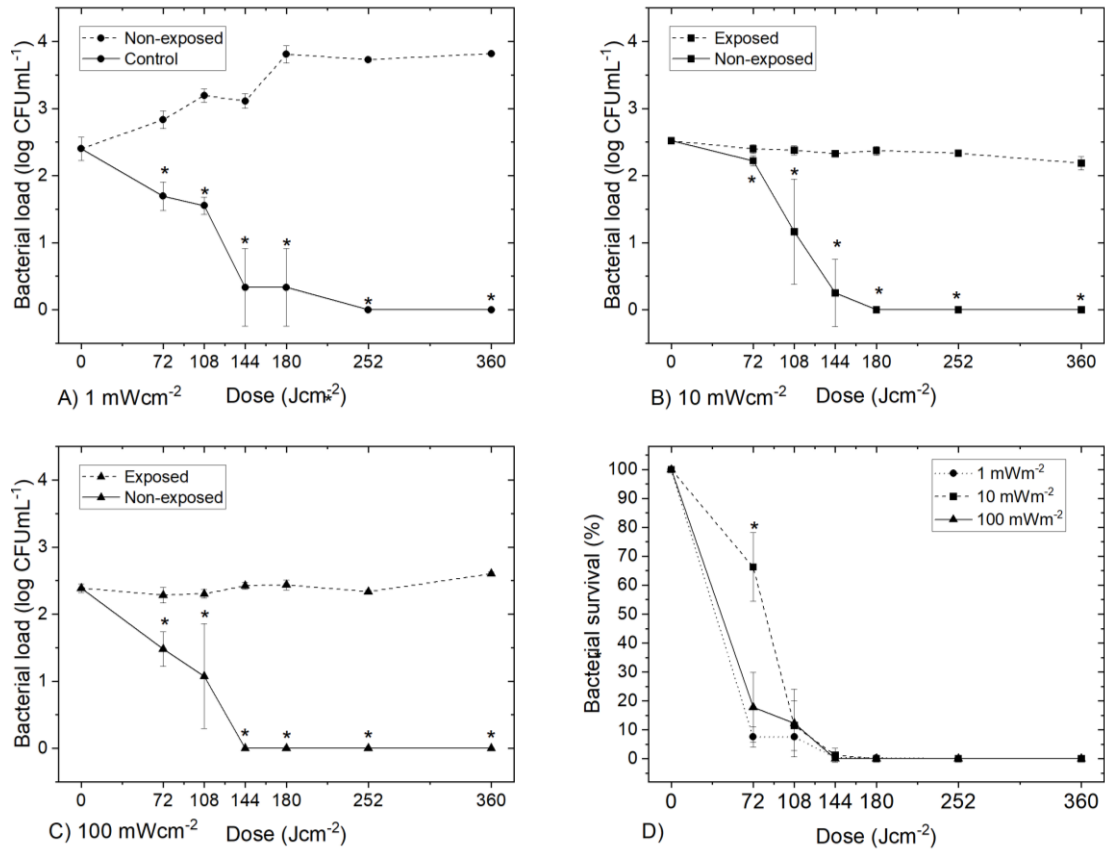 Non-exposed
Control
Bacterial load (log CFUmL⁻¹)
4
3
2
1
0
* * * * * *
0 72 108 144 180 252 360
A) 1 mWcm⁻² Dose (Jcm⁻²)
*
Exposed
Non-exposed
Bacterial load (log CFUmL⁻¹)
4
3
2
1
0
* * * * * *
0 72 108 144 180 252 360
B) 10 mWcm⁻² Dose (Jcm⁻²)
Exposed
Non-exposed
Bacterial load (log CFUmL⁻¹)
4
3
2
1
0
* * * * * *
0 72 108 144 180 252 360
C) 100 mWcm⁻² Dose (Jcm⁻²)
1 mWm⁻²
10 mWm⁻²
100 mWm⁻²
Bacterial survival (%)
*
100
90
80
70
60
50
40
30
20
10
0
*
0 72 108 144 180 252 360
D) Dose (Jcm⁻²)